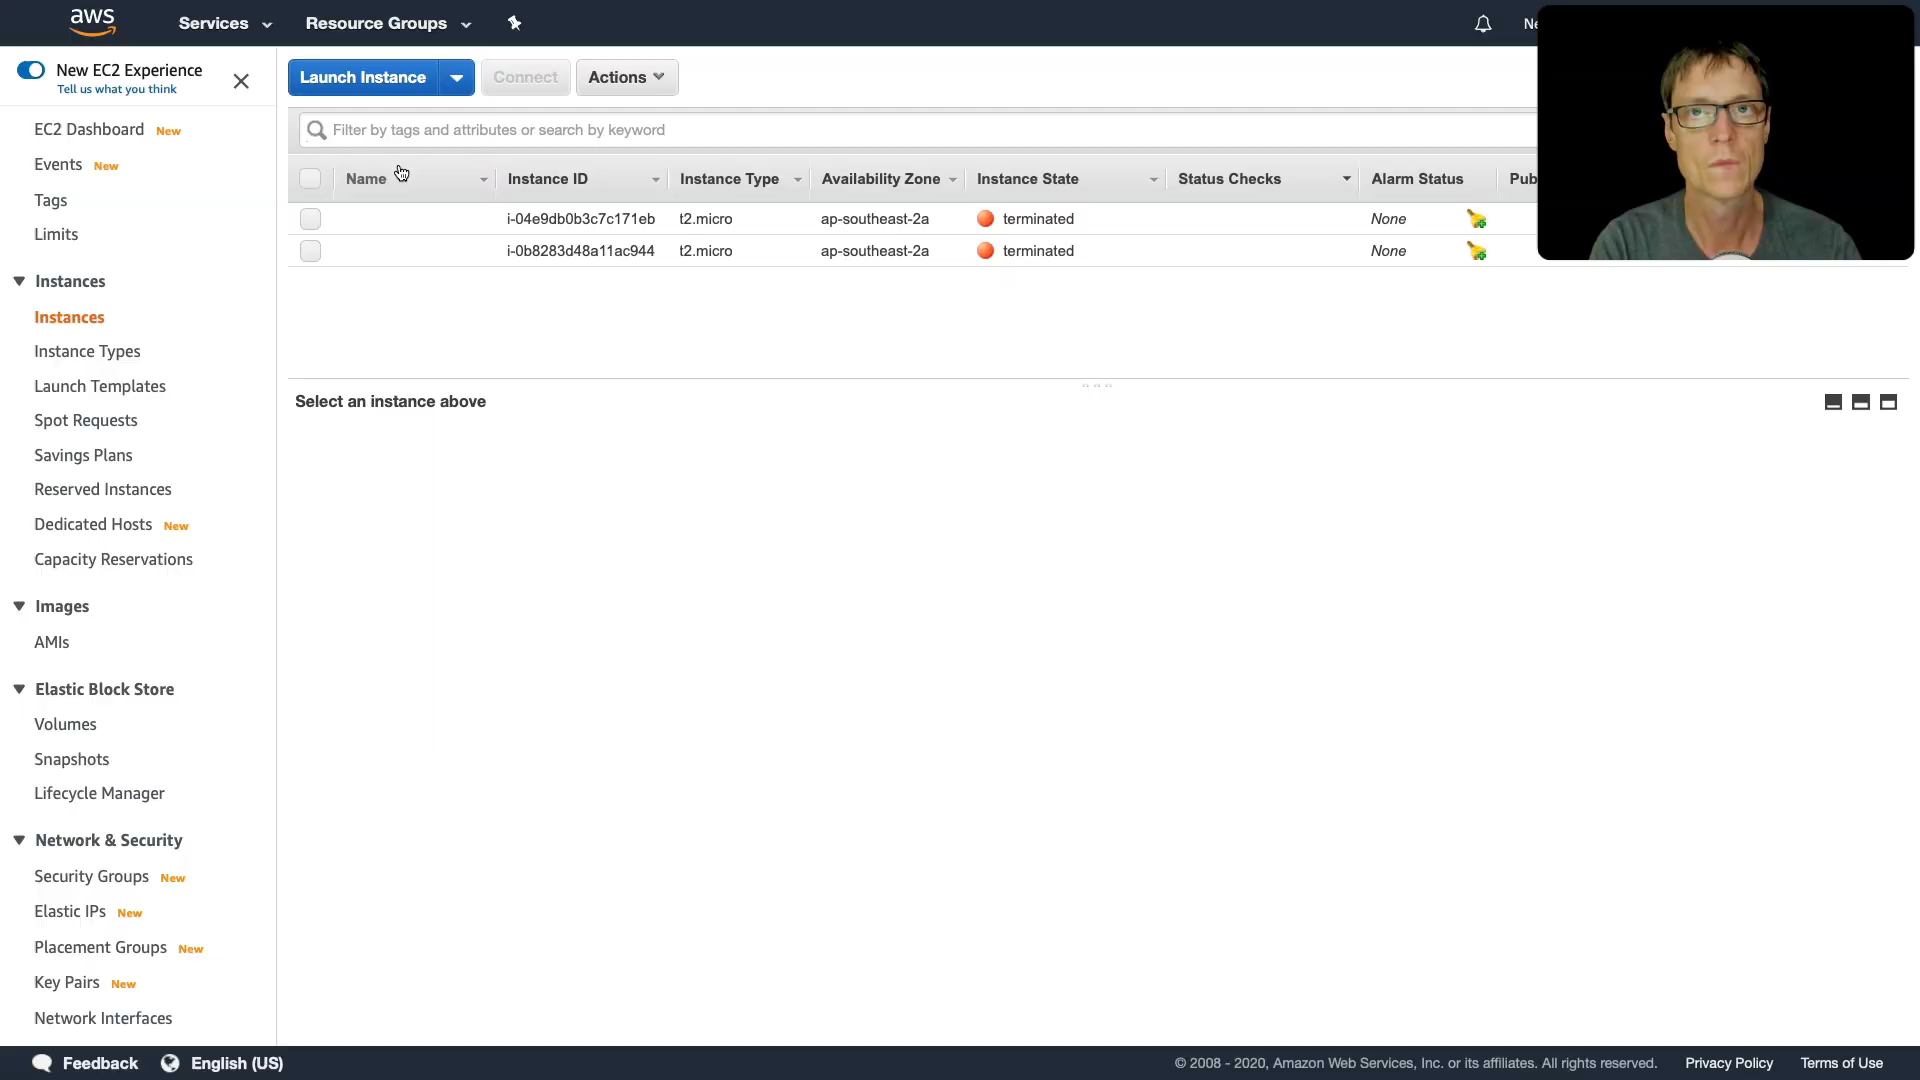 aws Services Resource Groups
New EC2 Experience
Tell us what you think
EC2 Dashboard New
Events New
Tags
Limits
Instances
Instances
Instance Types
Launch Templates
Spot Requests
Savings Plans
Reserved Instances
Dedicated Hosts New
Capacity Reservations
Images
AMIs
Elastic Block Store
Volumes
Snapshots
Lifecycle Manager
Network & Security
Security Groups New
Elastic IPs New
Placement Groups New
Key Pairs New
Network Interfaces
Launch Instance Connect Actions
Filter by tags and attributes or search by keyword
Name Instance ID Instance Type Availability Zone Instance State Status Checks Alarm Status
i-04e9db0b3c7c171eb t2.micro ap-southeast-2a terminated None
i-0b8283d48a11ac944 t2.micro ap-southeast-2a terminated None
Select an instance above
Feedback English (US) © 2008 - 2020, Amazon Web Services, Inc. or its affiliates. All rights reserved. Privacy Policy Terms of Use